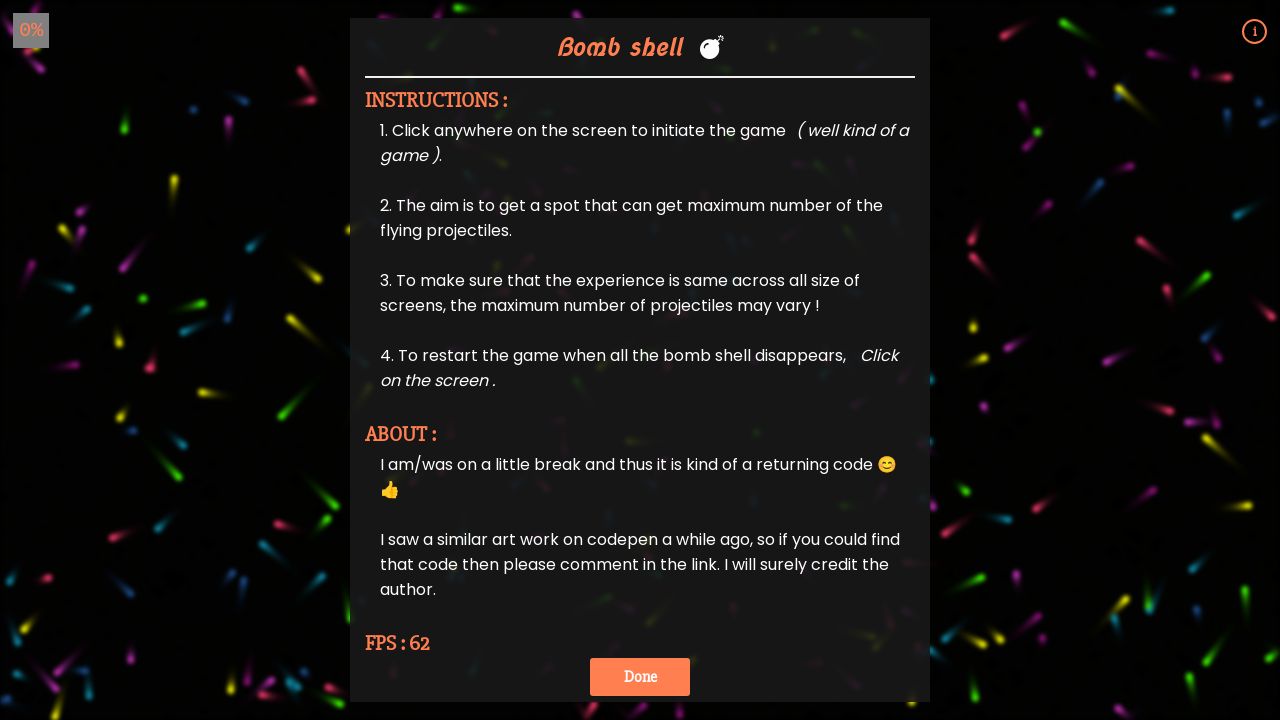 0%
Bomb shell 💣
i
INSTRUCTIONS :
1. Click anywhere on the screen to initiate the game ( well kind of a
game ).
2. The aim is to get a spot that can get maximum number of the
flying projectiles.
3. To make sure that the experience is same across all size of
screens, the maximum number of projectiles may vary !
4. To restart the game when all the bomb shell disappears, Click
on the screen .
ABOUT :
I am/was on a little break and thus it is kind of a returning code 😊
👍
I saw a similar art work on codepen a while ago, so if you could find
that code then please comment in the link. I will surely credit the
author.
FPS : 62
Done